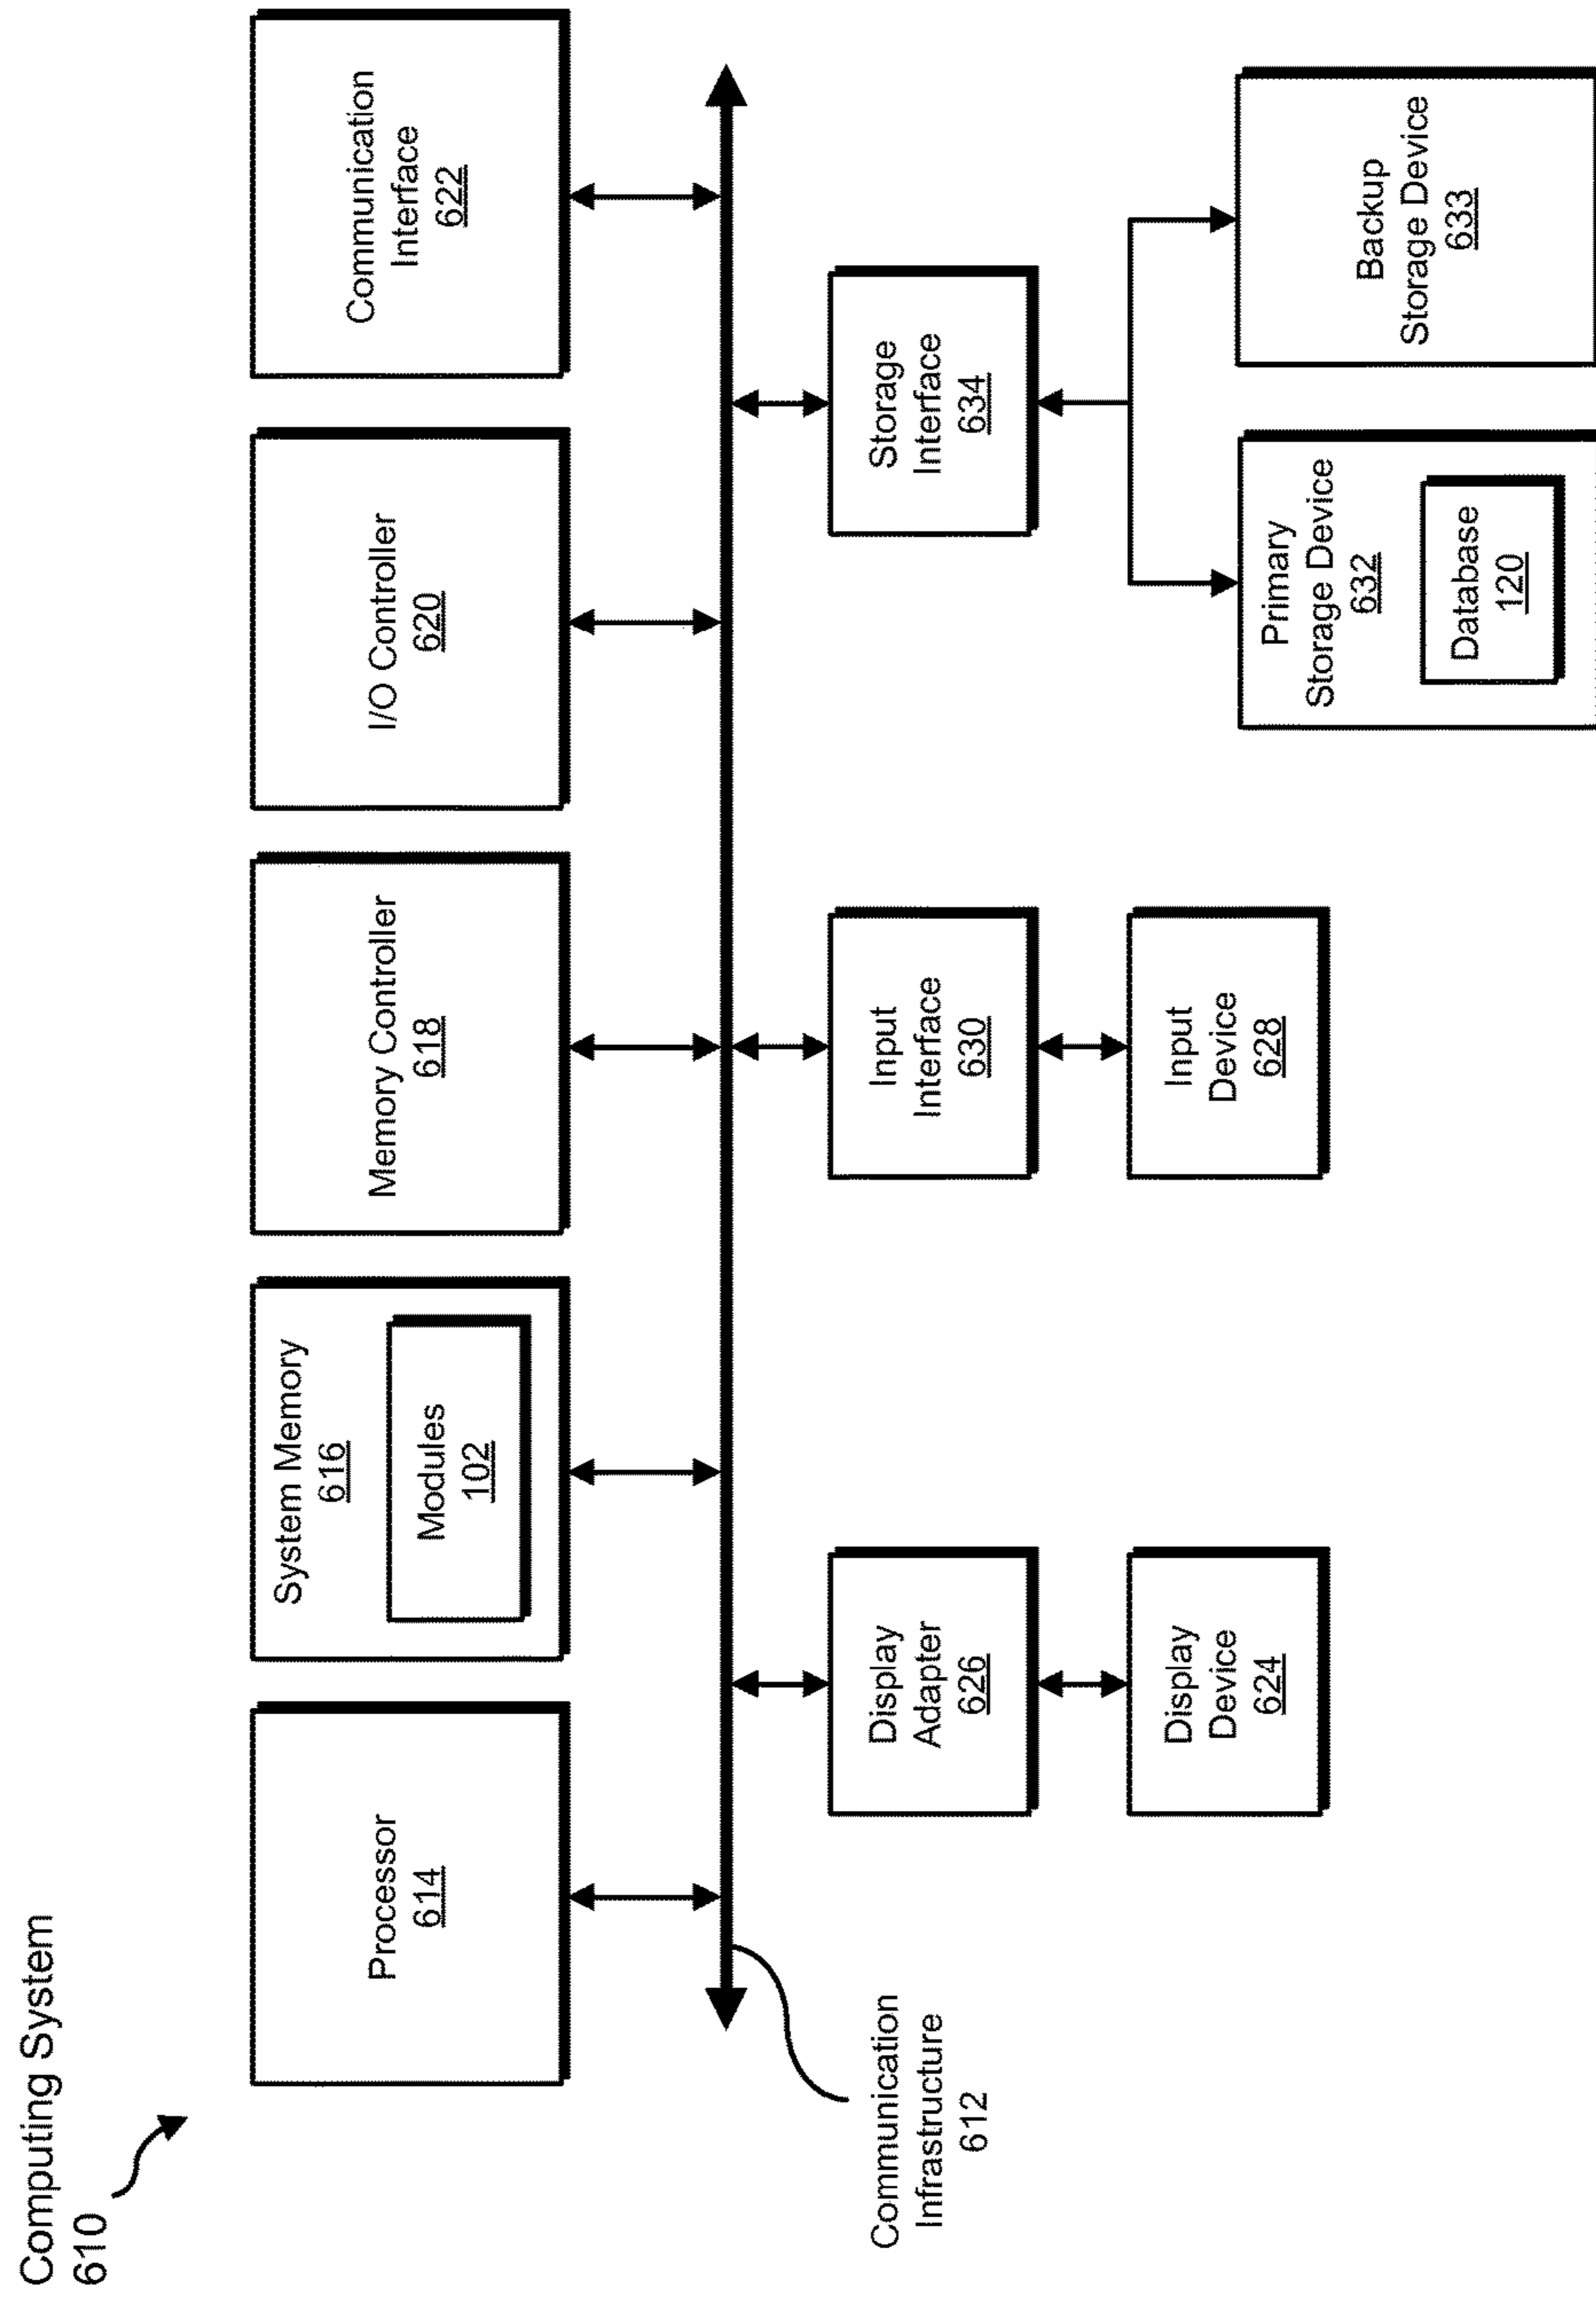 Computing System
610
Processor
614
System Memory
616
Modules
102
Memory Controller
618
I/O Controller
620
Communication
Interface
622
Communication
Infrastructure
612
Display
Adapter
626
Input
Interface
630
Storage
Interface
634
Display
Device
624
Input
Device
628
Primary
Storage Device
632
Database
120
Backup
Storage Device
633